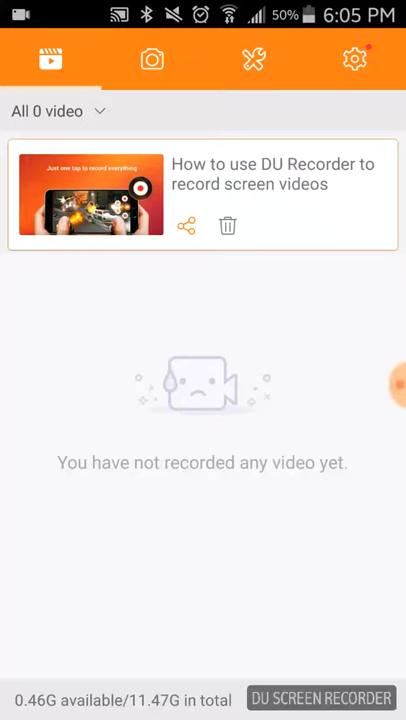 50% 6:05 PM
All 0 video
Just one tap to record everything
How to use DU Recorder to
record screen videos
You have not recorded any video yet.
0.46G available/11.47G in total
DU SCREEN RECORDER